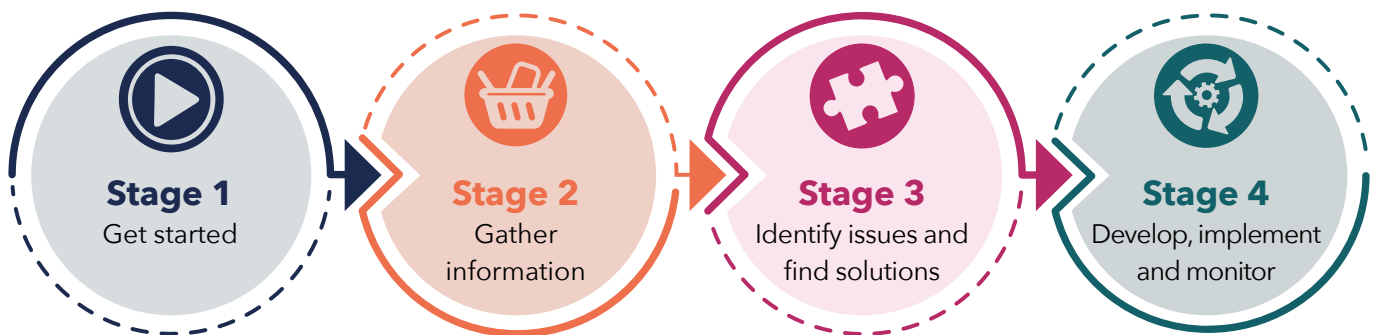 Stage 1
Get started
Stage 2
Gather
information
Stage 3
Identify issues and
find solutions
Stage 4
Develop, implement
and monitor